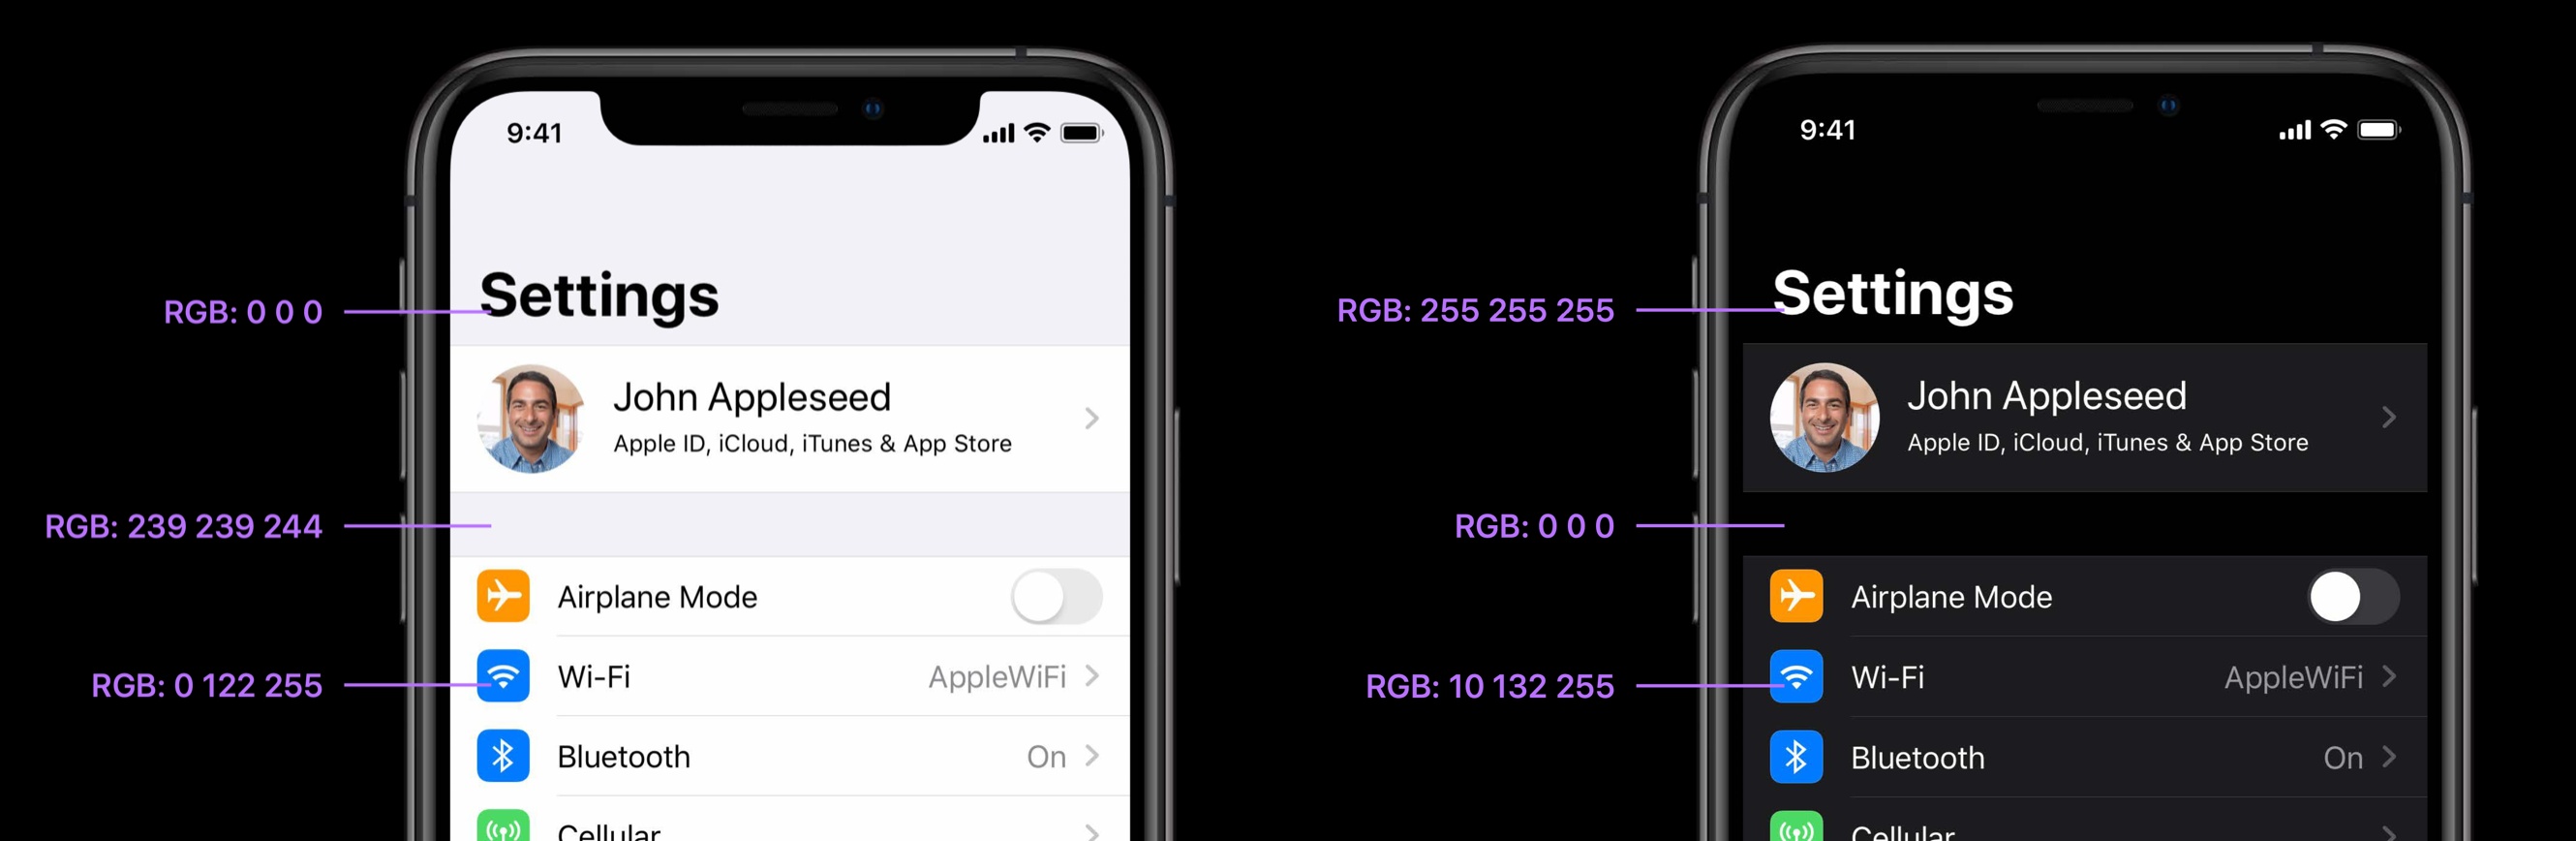 9:41
Settings
RGB: 0 0 0
John Appleseed
Apple ID, iCloud, iTunes & App Store
RGB: 239 239 244
Airplane Mode
RGB: 0 122 255
Wi-Fi AppleWiFi
Bluetooth On
Cellular
9:41
Settings
RGB: 255 255 255
John Appleseed
Apple ID, iCloud, iTunes & App Store
RGB: 0 0 0
Airplane Mode
RGB: 10 132 255
Wi-Fi AppleWiFi
Bluetooth On
Cellular